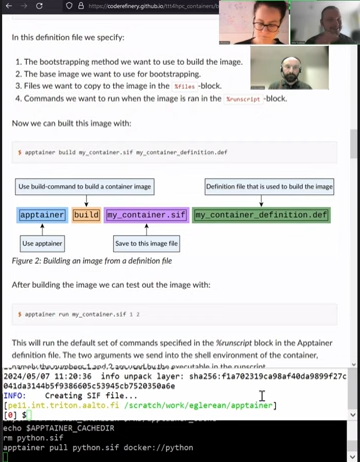 coderefinery.github.io/ttt4hpc_containers/b
In this definition file we specify:
1. The bootstrapping method we want to use to build the image.
2. The base image we want to use for bootstrapping.
3. Files we want to copy to the image in the %files -block.
4. Commands we want to run when the image is ran in the %runscript -block.
Now we can built this image with:
$ apptainer build my_container.sif my_container_definition.def
Use build-command to build a container image
Definition file that is used to build the image
apptainer build my_container.sif my_container_definition.def
Use apptainer
Save to this image file
Figure 2: Building an image from a definition file
After building the image we can test out the image with:
$ apptainer run my_container.sif 1 2
This will run the default set of commands specified in the %runscript block in the Apptainer
definition file. The two arguments we send into the shell environment of the container,
2024/05/07 11:20:36 info unpack layer: sha256:f1a702319ca98af40da9899f27c
041da3144b5f9386605c53945cb7520350a6e
INFO: Creating SIF file...
/scratch/work/eglerean/apptainer]
[0] $
echo $APPTAINER_CACHEDIR
rm python.sif
apptainer pull python.sif docker://python